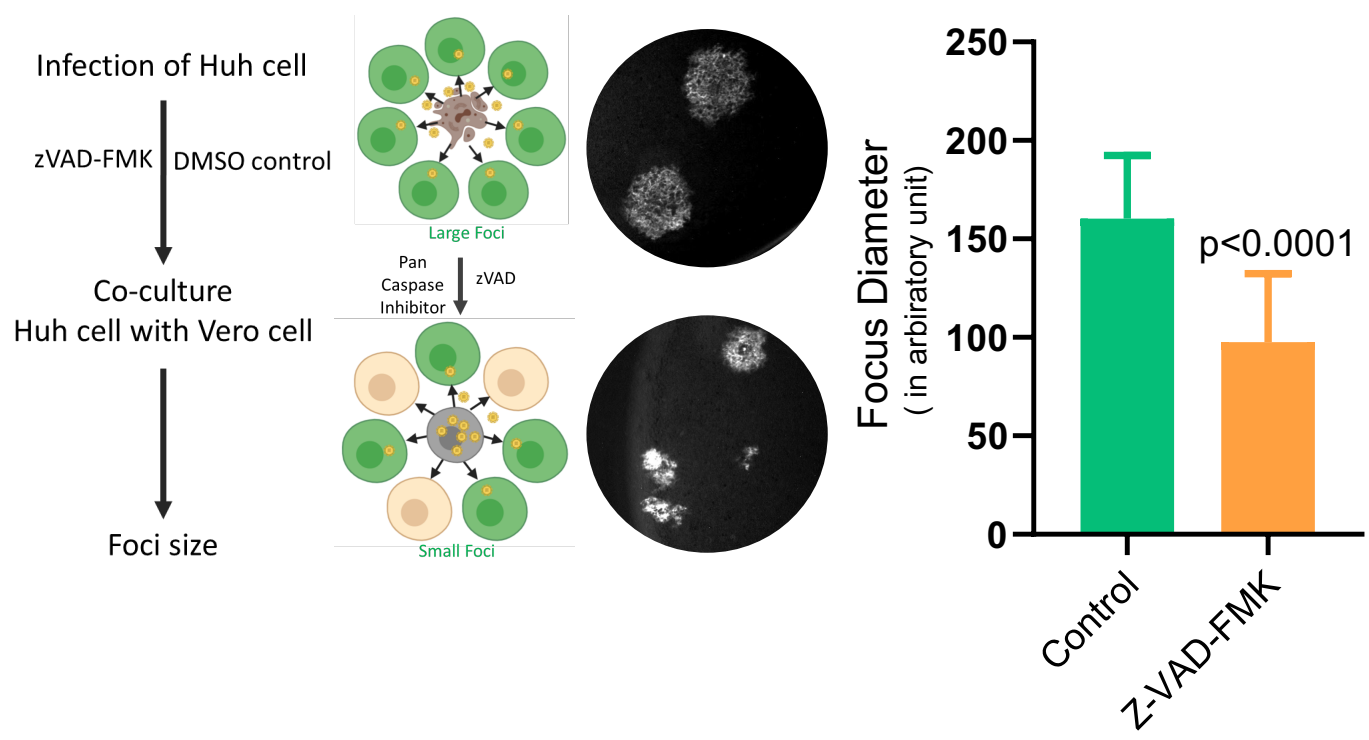 Infection of Huh cell
zVAD-FMK
DMSO control
Co-culture
Huh cell with Vero cell
Foci size
Large Foci
Pan
Caspase
Inhibitor
zVAD
Small Foci
Focus Diameter
( in arbiratory unit)
250
200
150
100
50
0
p<0.0001
Control
Z-VAD-FMK